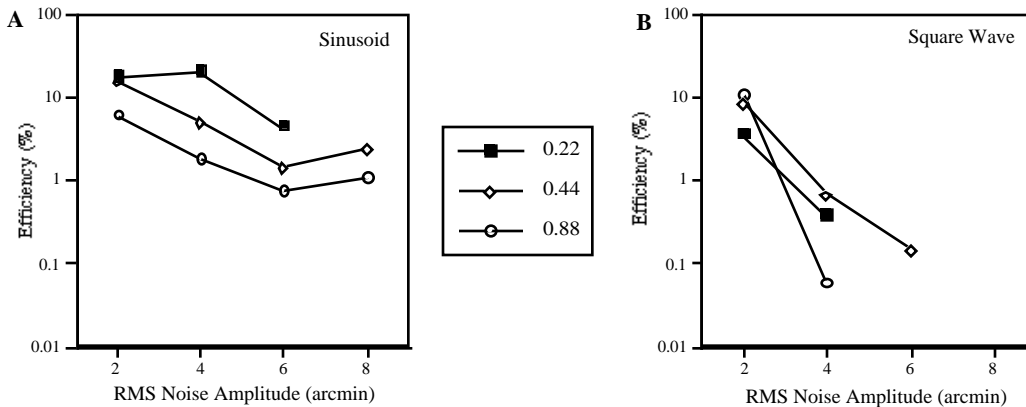 A
Sinusoid
100
10
1
0.1
0.01
Efficiency (%)
2 4 6 8
RMS Noise Amplitude (arcmin)
0.22
0.44
0.88
B
Square Wave
100
10
1
0.1
0.01
Efficiency (%)
2 4 6 8
RMS Noise Amplitude (arcmin)